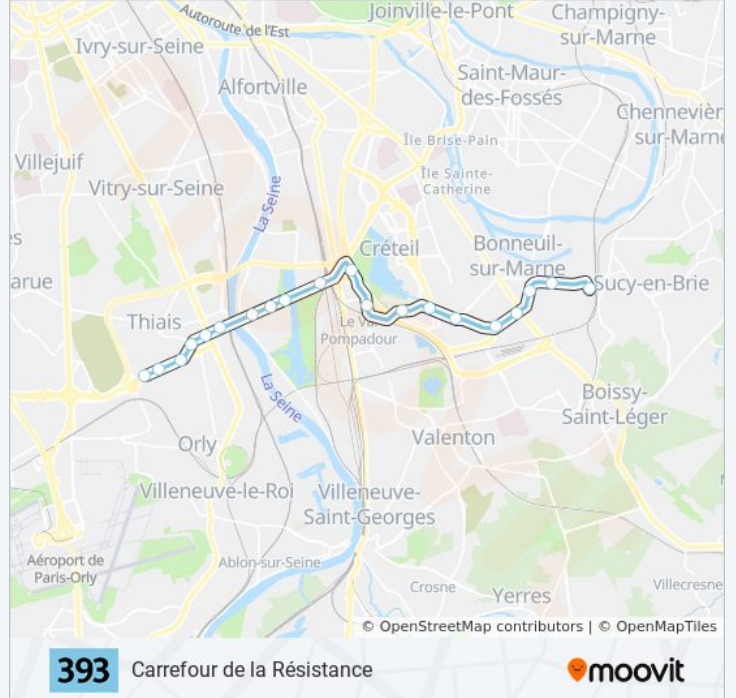 Autoroute de l'Est
Joinville-le-Pont
Champigny-
sur-Marne
Ivry-sur-Seine
Alfortville
Saint-Maur-
des-Fossés
Chennevièr
sur-Marne
Île Brise-Pain
Villejuif
Vitry-sur-Seine
Île Sainte-
Catherine
La Seine
s
Créteil
Bonneuil-
sur-Marne
arue
Sucy-en-Brie
Thiais
Le Val
Pompadour
La Seine
Boissy-
Saint-Léger
Orly
Valenton
Villeneuve-le-Roi
Villeneuve-
Saint-Georges
Aéroport de
Paris-Orly
Ablon-sur-Seine
Crosne
Yerres
Villecresne
© OpenStreetMap contributors | © OpenMapTiles
393 Carrefour de la Résistance
moovit